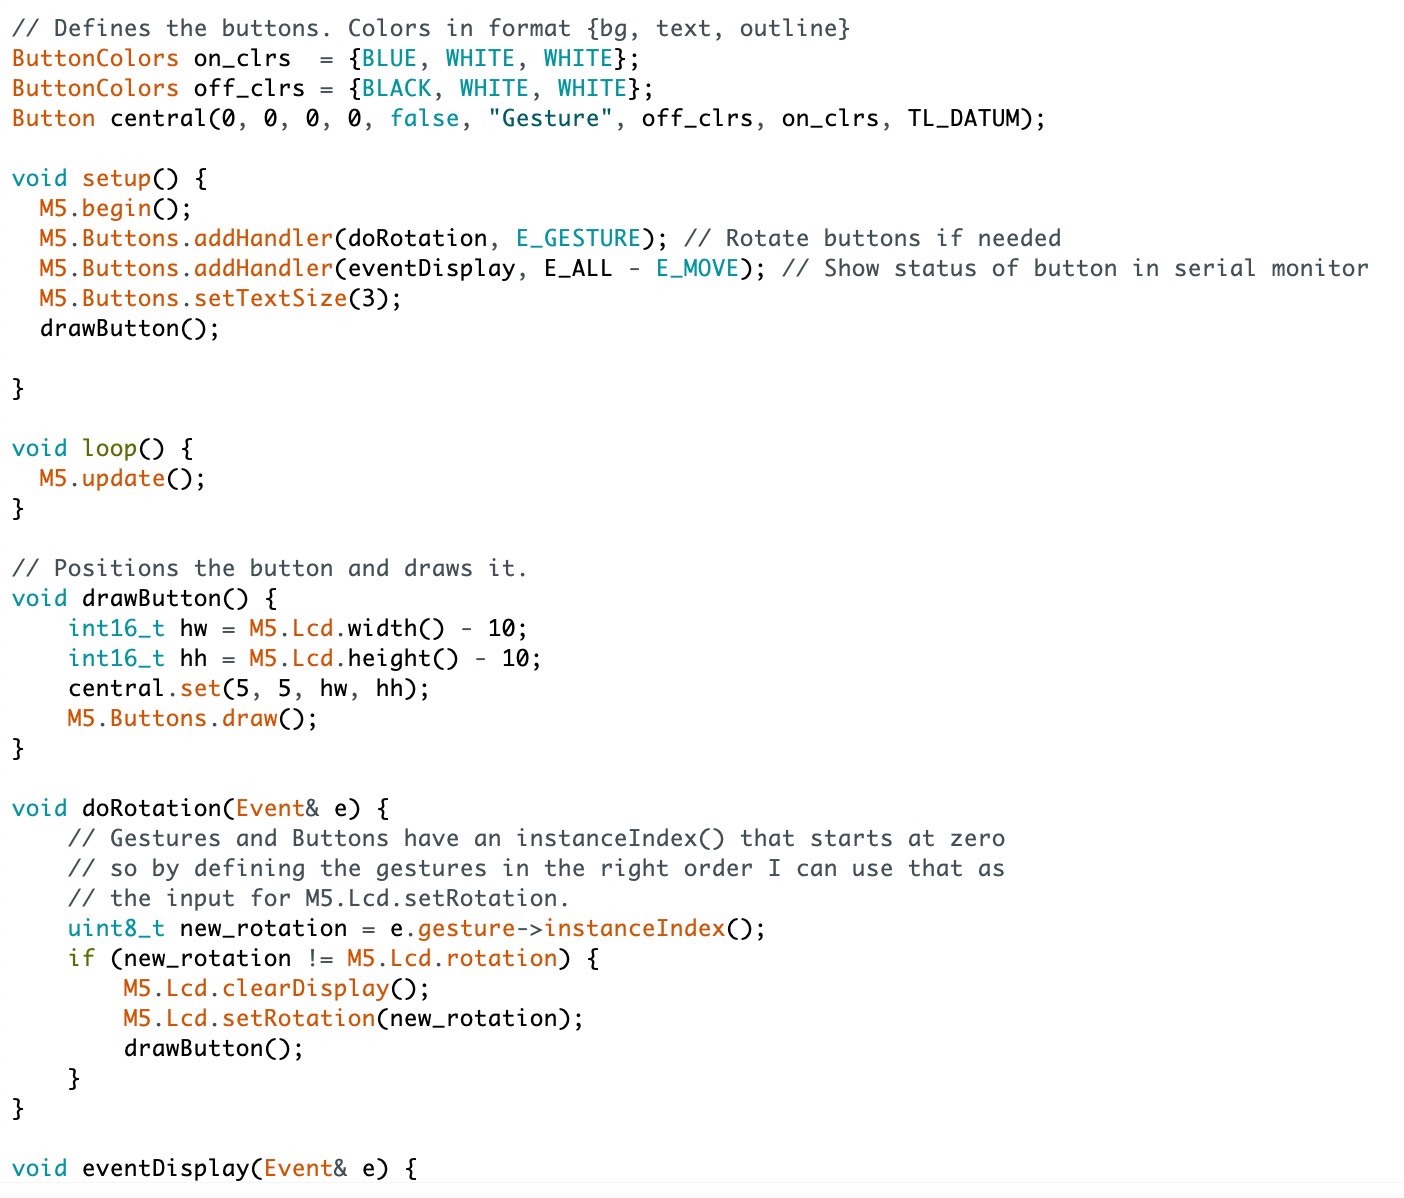 // Defines the buttons. Colors in format {bg, text, outline}
ButtonColors on_clrs  = {BLUE, WHITE, WHITE};
ButtonColors off_clrs = {BLACK, WHITE, WHITE};
Button central(0, 0, 0, 0, false, "Gesture", off_clrs, on_clrs, TL_DATUM);

void setup() {
  M5.begin();
  M5.Buttons.addHandler(doRotation, E_GESTURE); // Rotate buttons if needed
  M5.Buttons.addHandler(eventDisplay, E_ALL - E_MOVE); // Show status of button in serial monitor
  M5.Buttons.setTextSize(3);
  drawButton();

}

void loop() {
  M5.update();
}

// Positions the button and draws it.
void drawButton() {
    int16_t hw = M5.Lcd.width() - 10;
    int16_t hh = M5.Lcd.height() - 10;
    central.set(5, 5, hw, hh);
    M5.Buttons.draw();
}

void doRotation(Event& e) {
    // Gestures and Buttons have an instanceIndex() that starts at zero
    // so by defining the gestures in the right order I can use that as
    // the input for M5.Lcd.setRotation.
    uint8_t new_rotation = e.gesture->instanceIndex();
    if (new_rotation != M5.Lcd.rotation) {
        M5.Lcd.clearDisplay();
        M5.Lcd.setRotation(new_rotation);
        drawButton();
    }
}

void eventDisplay(Event& e) {